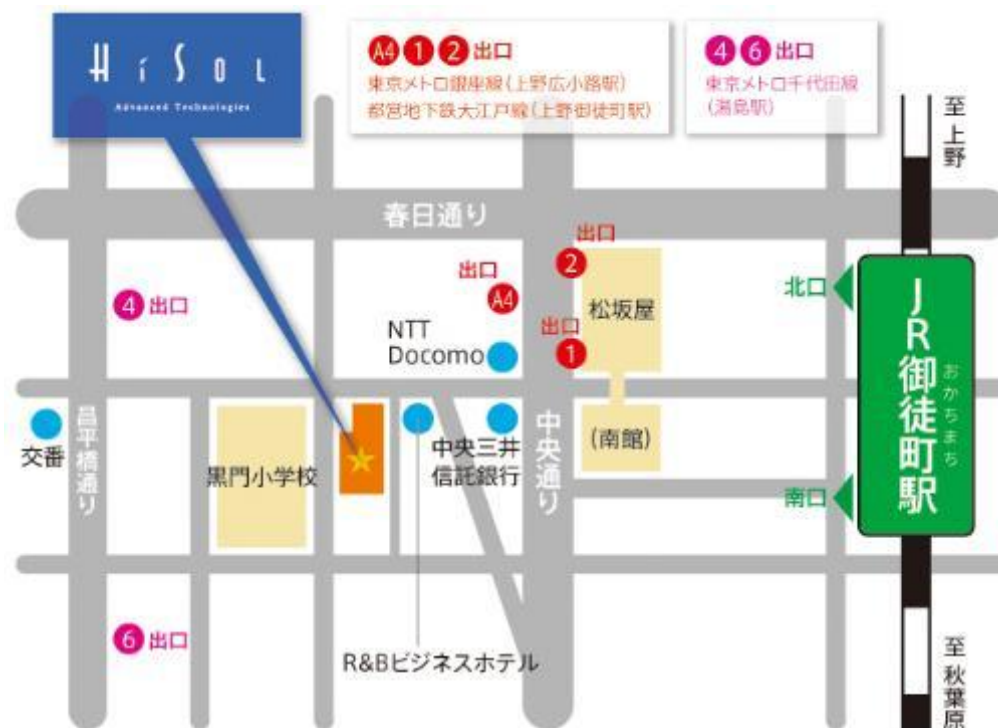 HiSOL
Advanced Technologies
A4 1 2 出口
東京メトロ銀座線(上野広小路駅)
都営地下鉄大江戸線(上野御徒町駅)
4 6 出口
東京メトロ千代田線
(湯島駅)
至上野
春日通り
出口
2
出口
A4
4 出口
NTT
Docomo
出口
1
松坂屋
北口
JR御徒町駅
おかちまち
交番
昌平橋通り
黒門小学校
中央三井
信託銀行
中央通り
(南館)
南口
6 出口
R&Bビジネスホテル
至秋葉原